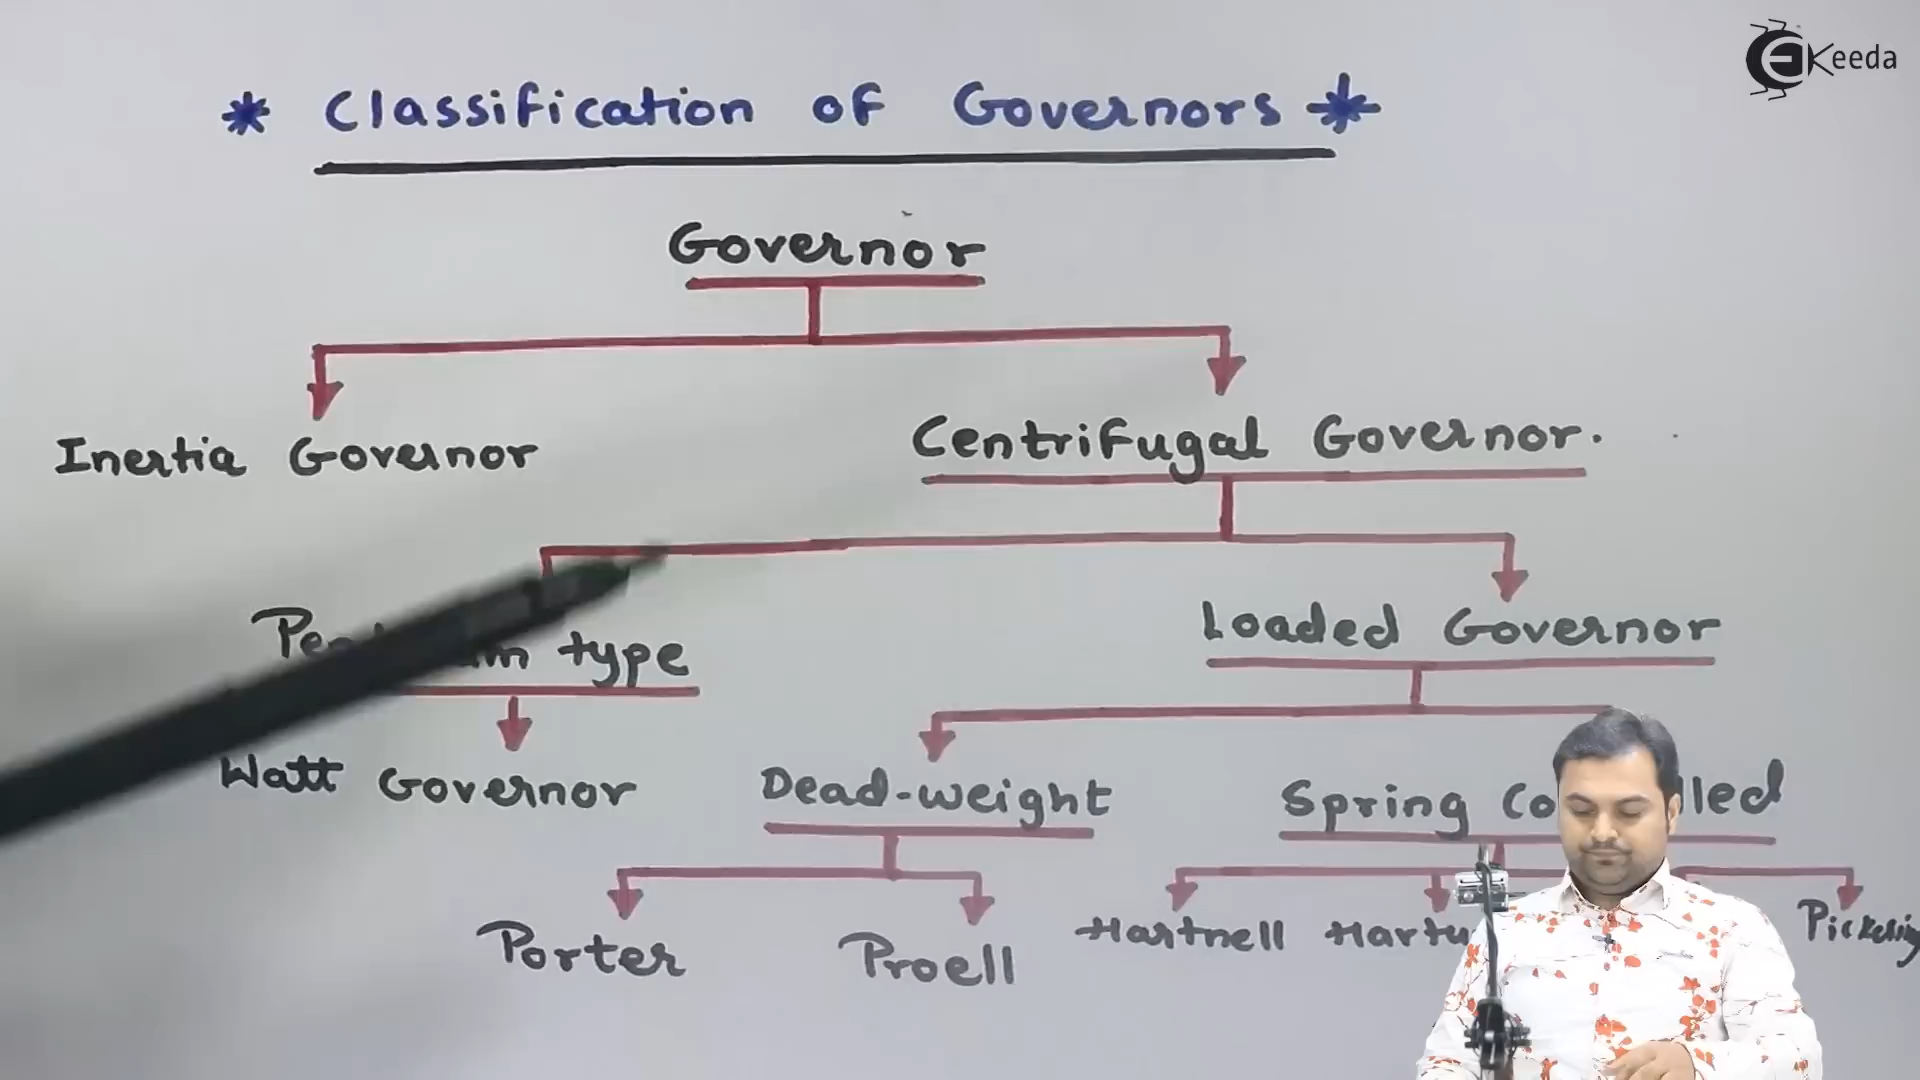 EKeeda
* Classification of Governors *
Governor
Inertia Governor
Centrifugal Governor.
type
Loaded Governor
Watt Governor
Dead-weight
Spring
Porter
Proell
Hartnell
Pickering